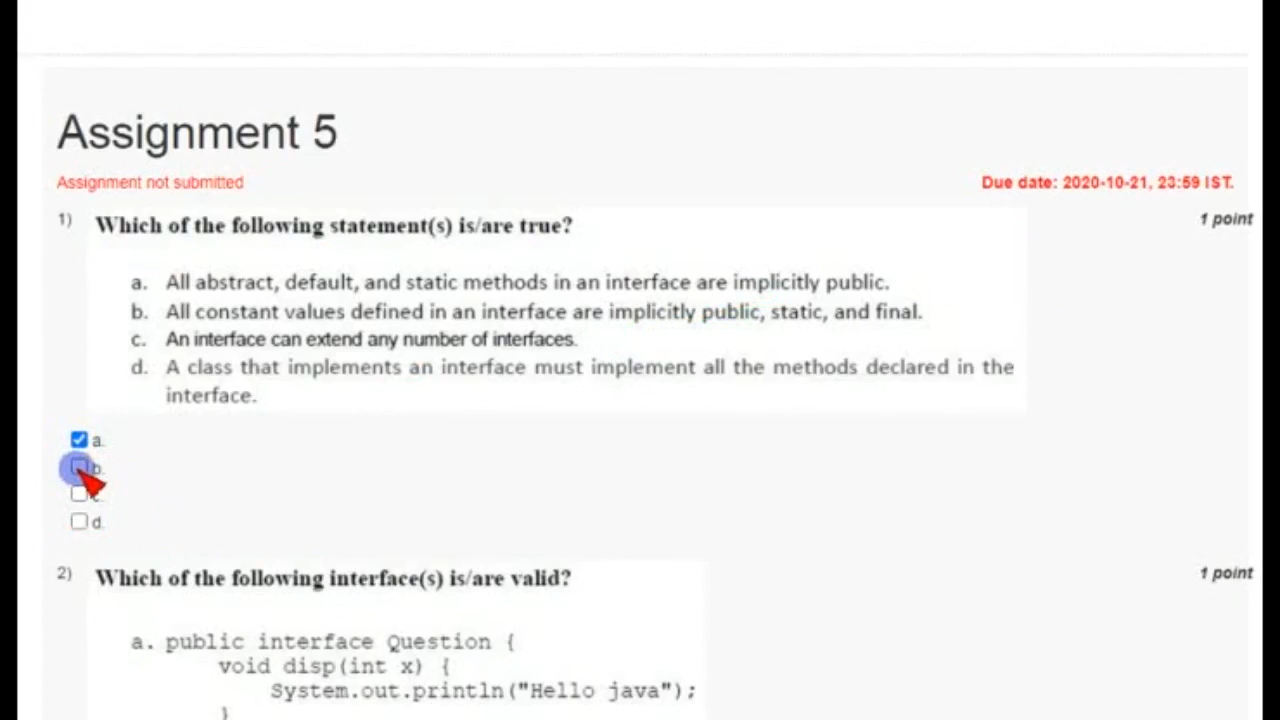 Assignment 5
Assignment not submitted
Due date: 2020-10-21, 23:59 IST.
1) Which of the following statement(s) is/are true?
1 point
a. All abstract, default, and static methods in an interface are implicitly public.
b. All constant values defined in an interface are implicitly public, static, and final.
c. An interface can extend any number of interfaces.
d. A class that implements an interface must implement all the methods declared in the
interface.
a.
b.
d.
2) Which of the following interface(s) is/are valid?
1 point
a. public interface Question {
void disp(int x) {
System.out.println("Hello java");
}